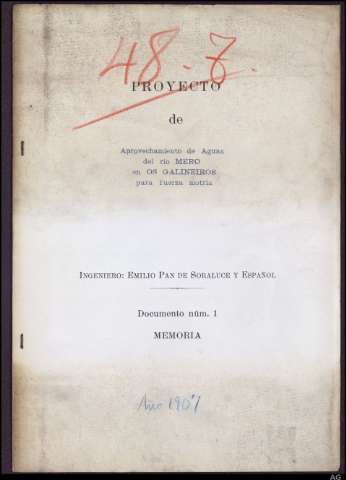 48-7.
PROYECTO
de
Aprovechamiento de Aguas
del río MERO
en OS GALINEIROS
para fuerza motriz
INGENIERO: EMILIO PAN DE SORALUCE Y ESPAÑOL
Documento núm. 1
MEMORIA
Año 1907
AG